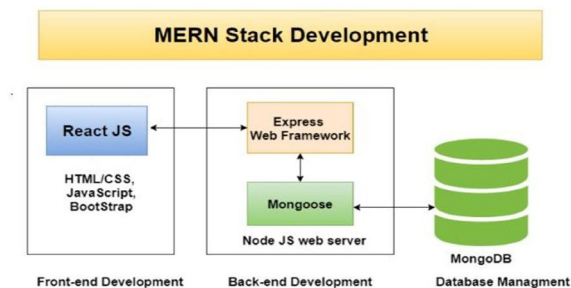 MERN Stack Development
React JS
HTML/CSS,
JavaScript,
BootStrap
Front-end Development
Express
Web Framework
Mongoose
Node JS web server
Back-end Development
MongoDB
Database Managment